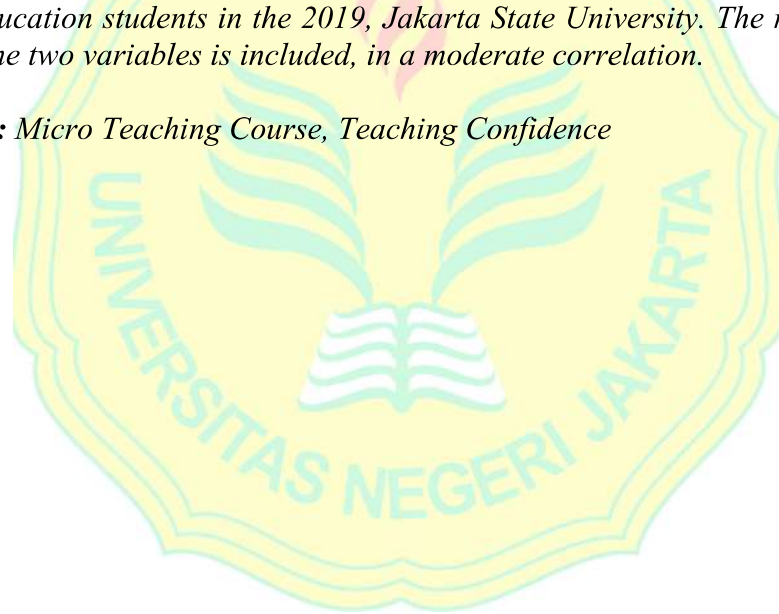 ucation students in the 2019, Jakarta State University. The
he two variables is included, in a moderate correlation.
: Micro Teaching Course, Teaching Confidence
UNIVERSITAS NEGERI JAKARTA